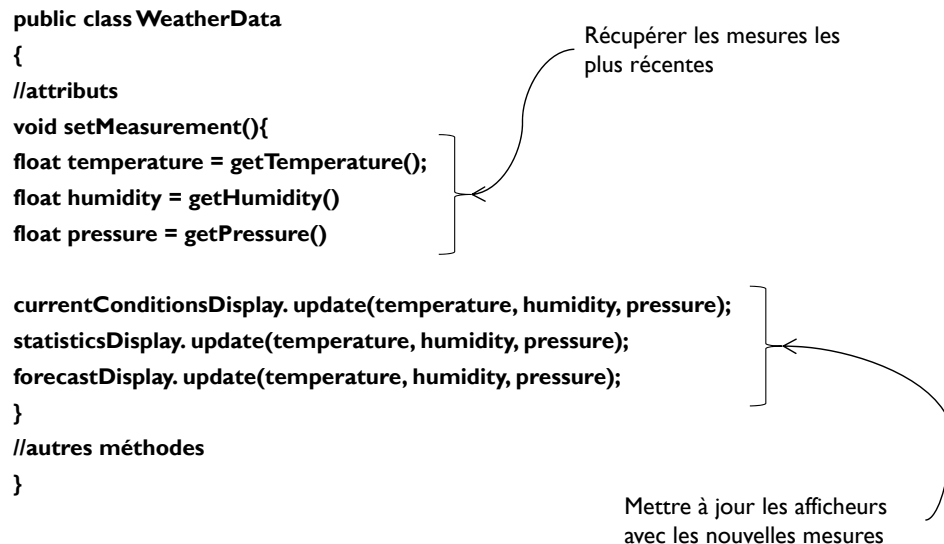 public class WeatherData
{
//attributs
void setMeasurement(){
float temperature = getTemperature();
float humidity = getHumidity()
float pressure = getPressure()
Récupérer les mesures les
plus récentes
currentConditionsDisplay. update(temperature, humidity, pressure);
statisticsDisplay. update(temperature, humidity, pressure);
forecastDisplay. update(temperature, humidity, pressure);
}
//autres méthodes
}
Mettre à jour les afficheurs
avec les nouvelles mesures